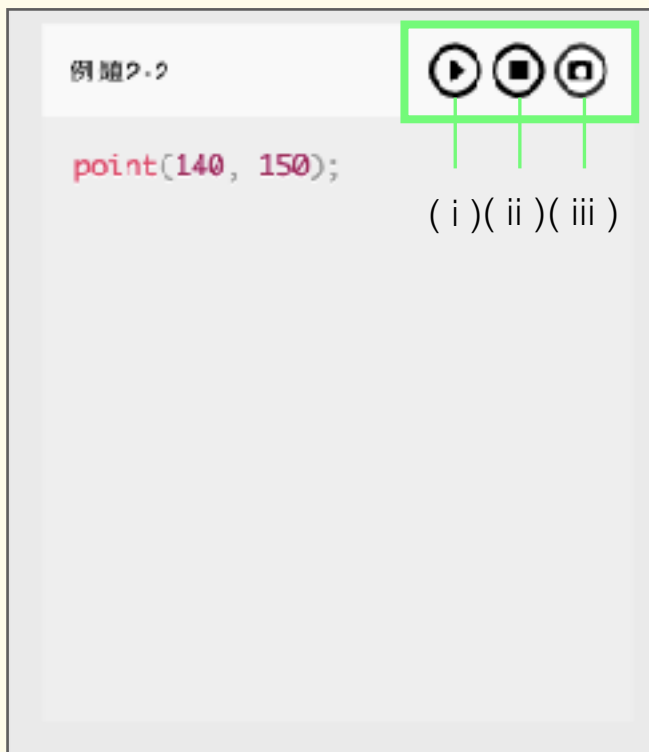 例題2-2
point(140, 150);
( i )( ii )( iii )